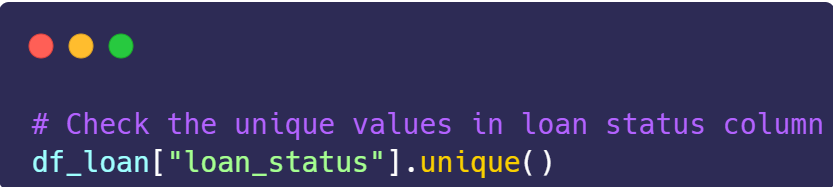 # Check the unique values in loan status column
df_loan["loan_status"].unique()